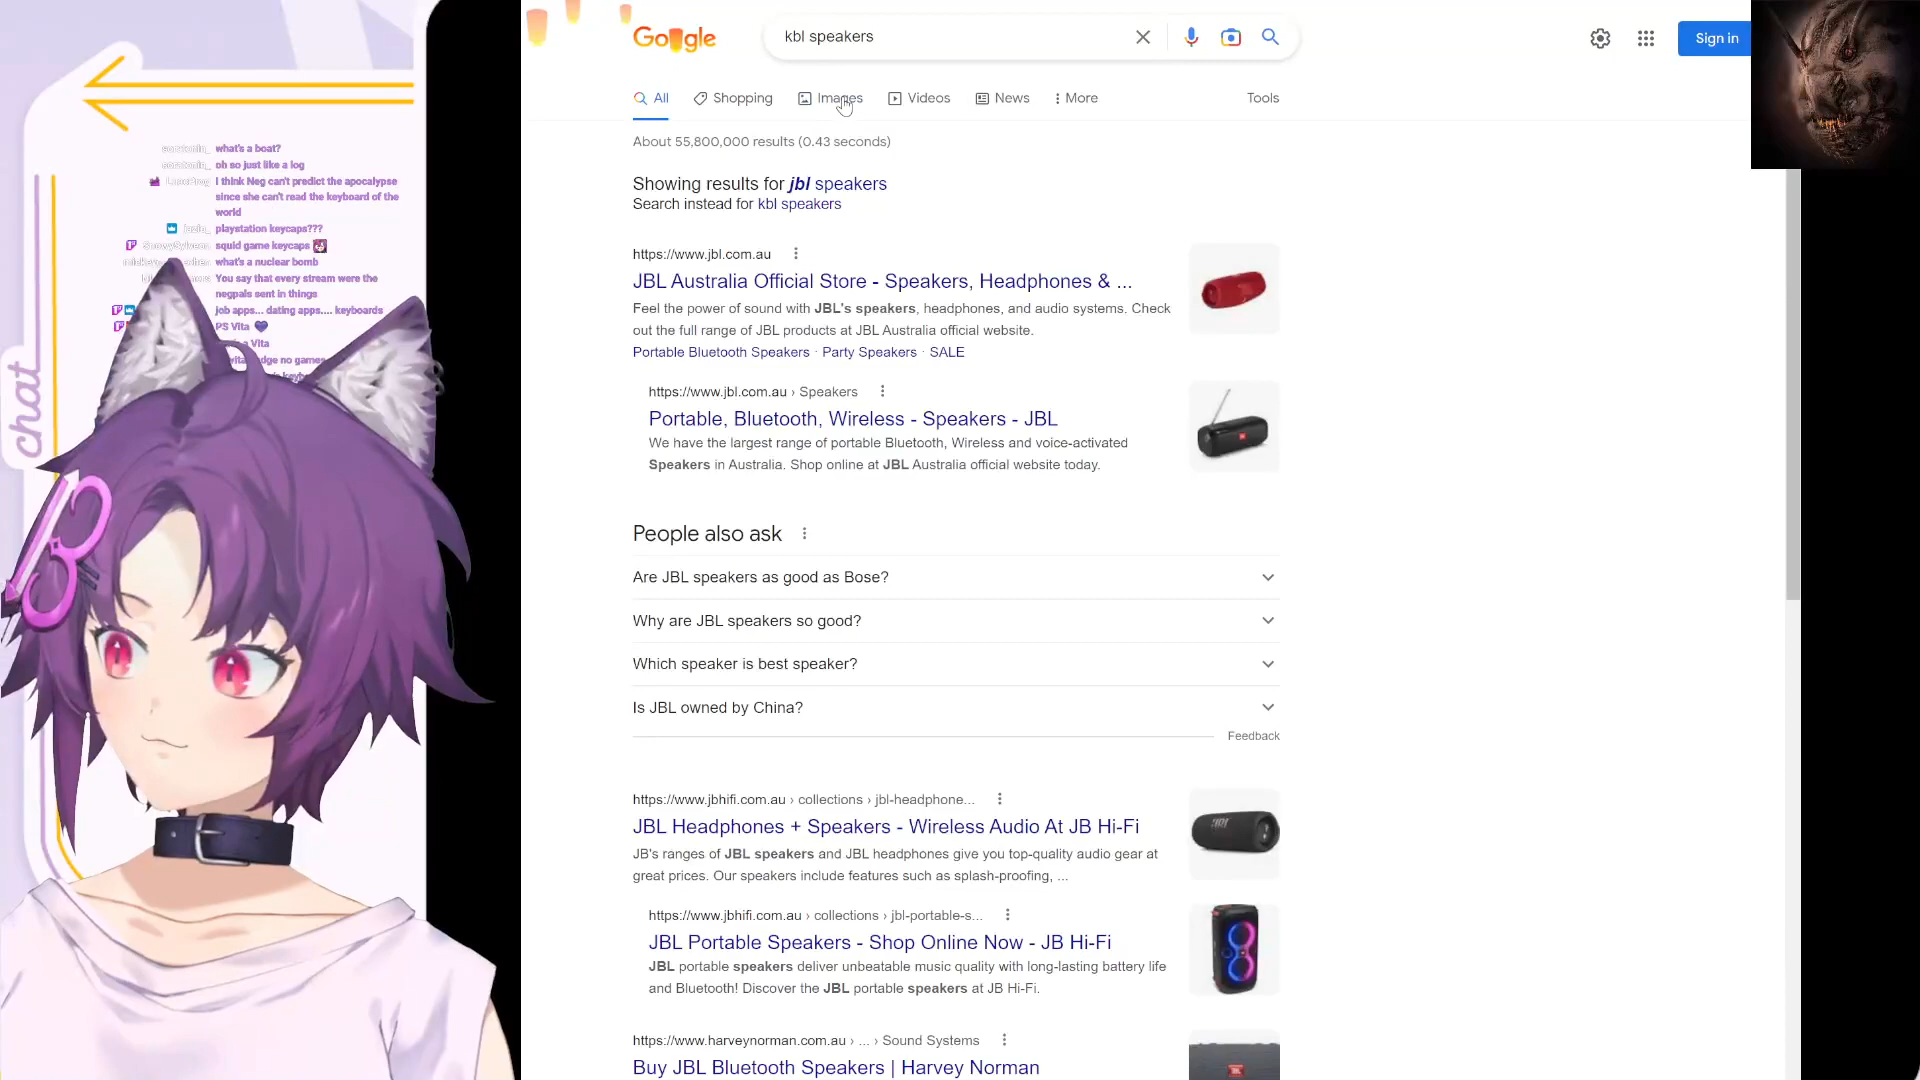 Google
kbl speakers
Sign in
All
Shopping
Images
Videos
News
More
Tools
About 55,800,000 results (0.43 seconds)
Showing results for jbl speakers
Search instead for kbl speakers
https://www.jbl.com.au
JBL Australia Official Store - Speakers, Headphones & ...
Feel the power of sound with JBL's speakers, headphones, and audio systems. Check
out the full range of JBL products at JBL Australia official website.
Portable Bluetooth Speakers · Party Speakers · SALE
https://www.jbl.com.au › Speakers
Portable, Bluetooth, Wireless - Speakers - JBL
We have the largest range of portable Bluetooth, Wireless and voice-activated
Speakers in Australia. Shop online at JBL Australia official website today.
People also ask
Are JBL speakers as good as Bose?
Why are JBL speakers so good?
Which speaker is best speaker?
Is JBL owned by China?
Feedback
https://www.jbhifi.com.au › collections › jbl-headphone...
JBL Headphones + Speakers - Wireless Audio At JB Hi-Fi
JB's ranges of JBL speakers and JBL headphones give you top-quality audio gear at
great prices. Our speakers include features such as splash-proofing, ...
https://www.jbhifi.com.au › collections › jbl-portable-s...
JBL Portable Speakers - Shop Online Now - JB Hi-Fi
JBL portable speakers deliver unbeatable music quality with long-lasting battery life
and Bluetooth! Discover the JBL portable speakers at JB Hi-Fi.
https://www.harveynorman.com.au › ... › Sound Systems
Buy JBL Bluetooth Speakers | Harvey Norman
chat
what's a boat?
oh so just like a log
I think Neg can't predict the apocalypse
since she can't read the keyboard of the
world
playstation keycaps???
squid game keycaps
what's a nuclear bomb
You say that every stream were the
negpals sent in things
job apps... dating apps.... keyboards
PS Vita
a Vita
no games